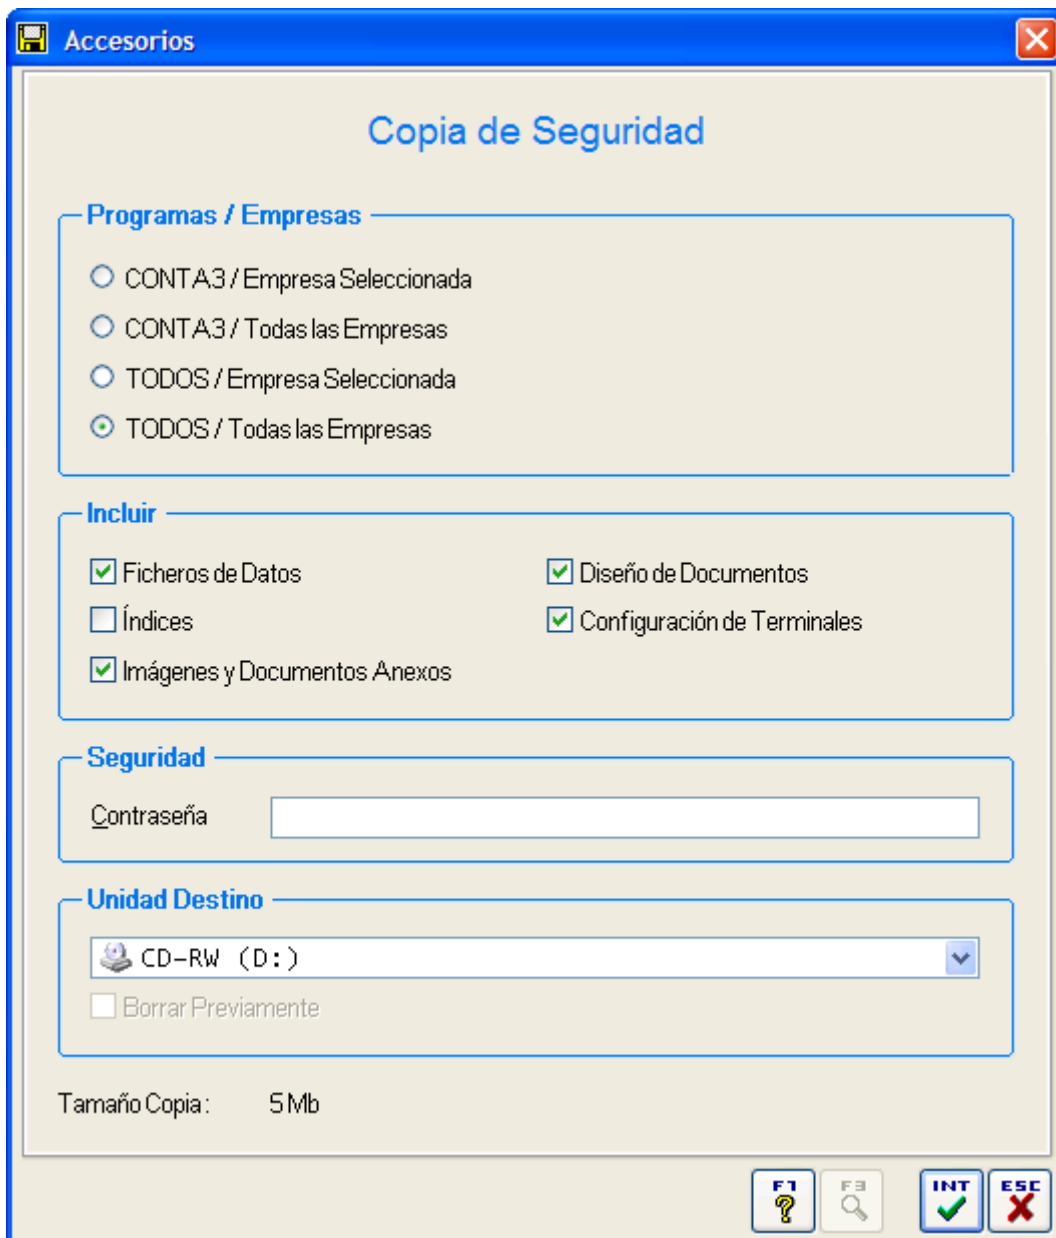 Accesorios
Copia de Seguridad
Programas / Empresas
CONTA3 / Empresa Seleccionada
CONTA3 / Todas las Empresas
TODOS / Empresa Seleccionada
TODOS / Todas las Empresas
Incluir
Ficheros de Datos
Diseño de Documentos
Índices
Configuración de Terminales
Imágenes y Documentos Anexos
Seguridad
Contraseña
Unidad Destino
CD-RW (D:)
Borrar Previamente
Tamaño Copia: 5 Mb
F1 F3 INT ESC